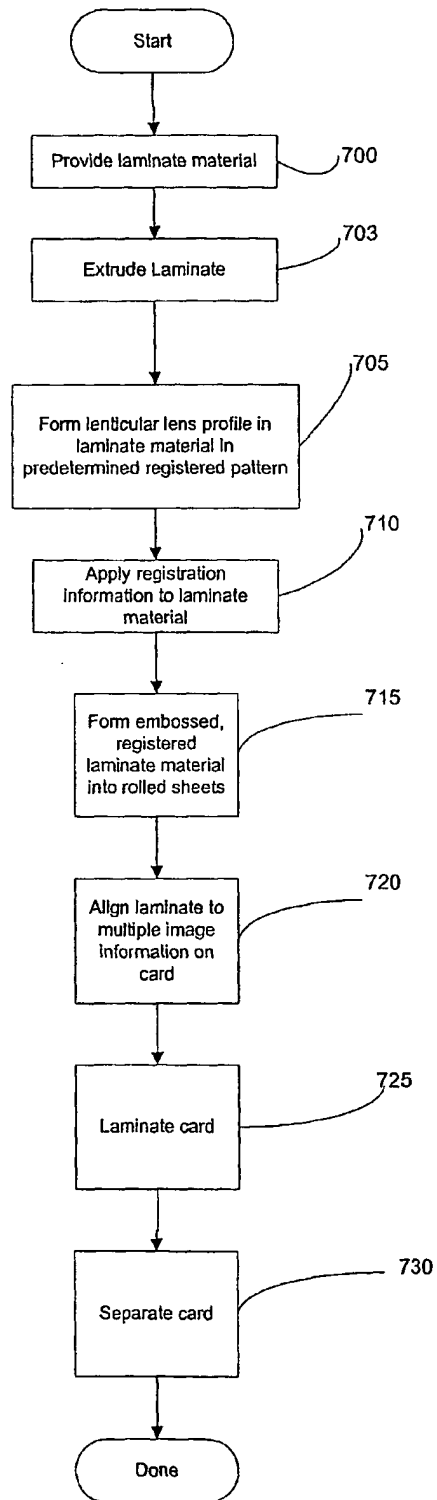 Start
Provide laminate material
700
Extrude Laminate
703
Form lenticular lens profile in
laminate material in
predetermined registered pattern
705
Apply registration
information to laminate
material
710
Form embossed,
registered
laminate material
into rolled sheets
715
Align laminate to
multiple image
information on
card
720
Laminate card
725
Separate card
730
Done